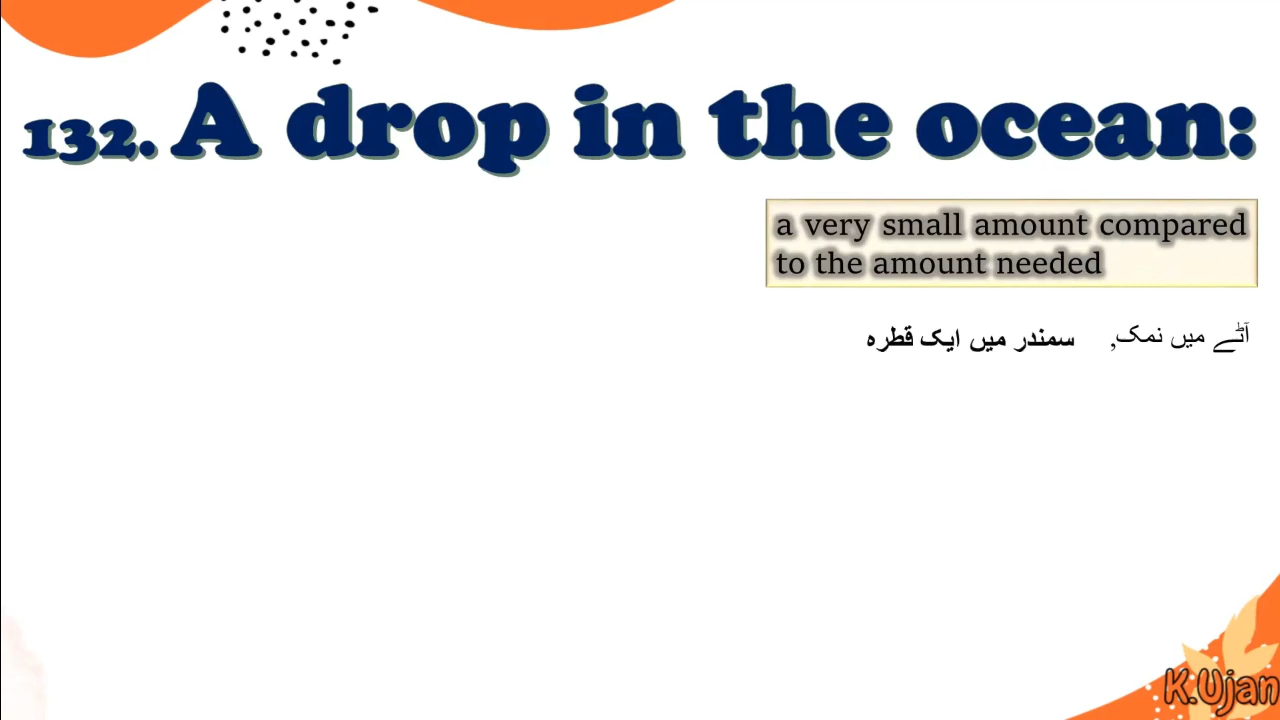 132. A drop in the ocean:
a very small amount compared
to the amount needed
آٹے میں نمک, سمندر میں ایک قطرہ
K.Ujan